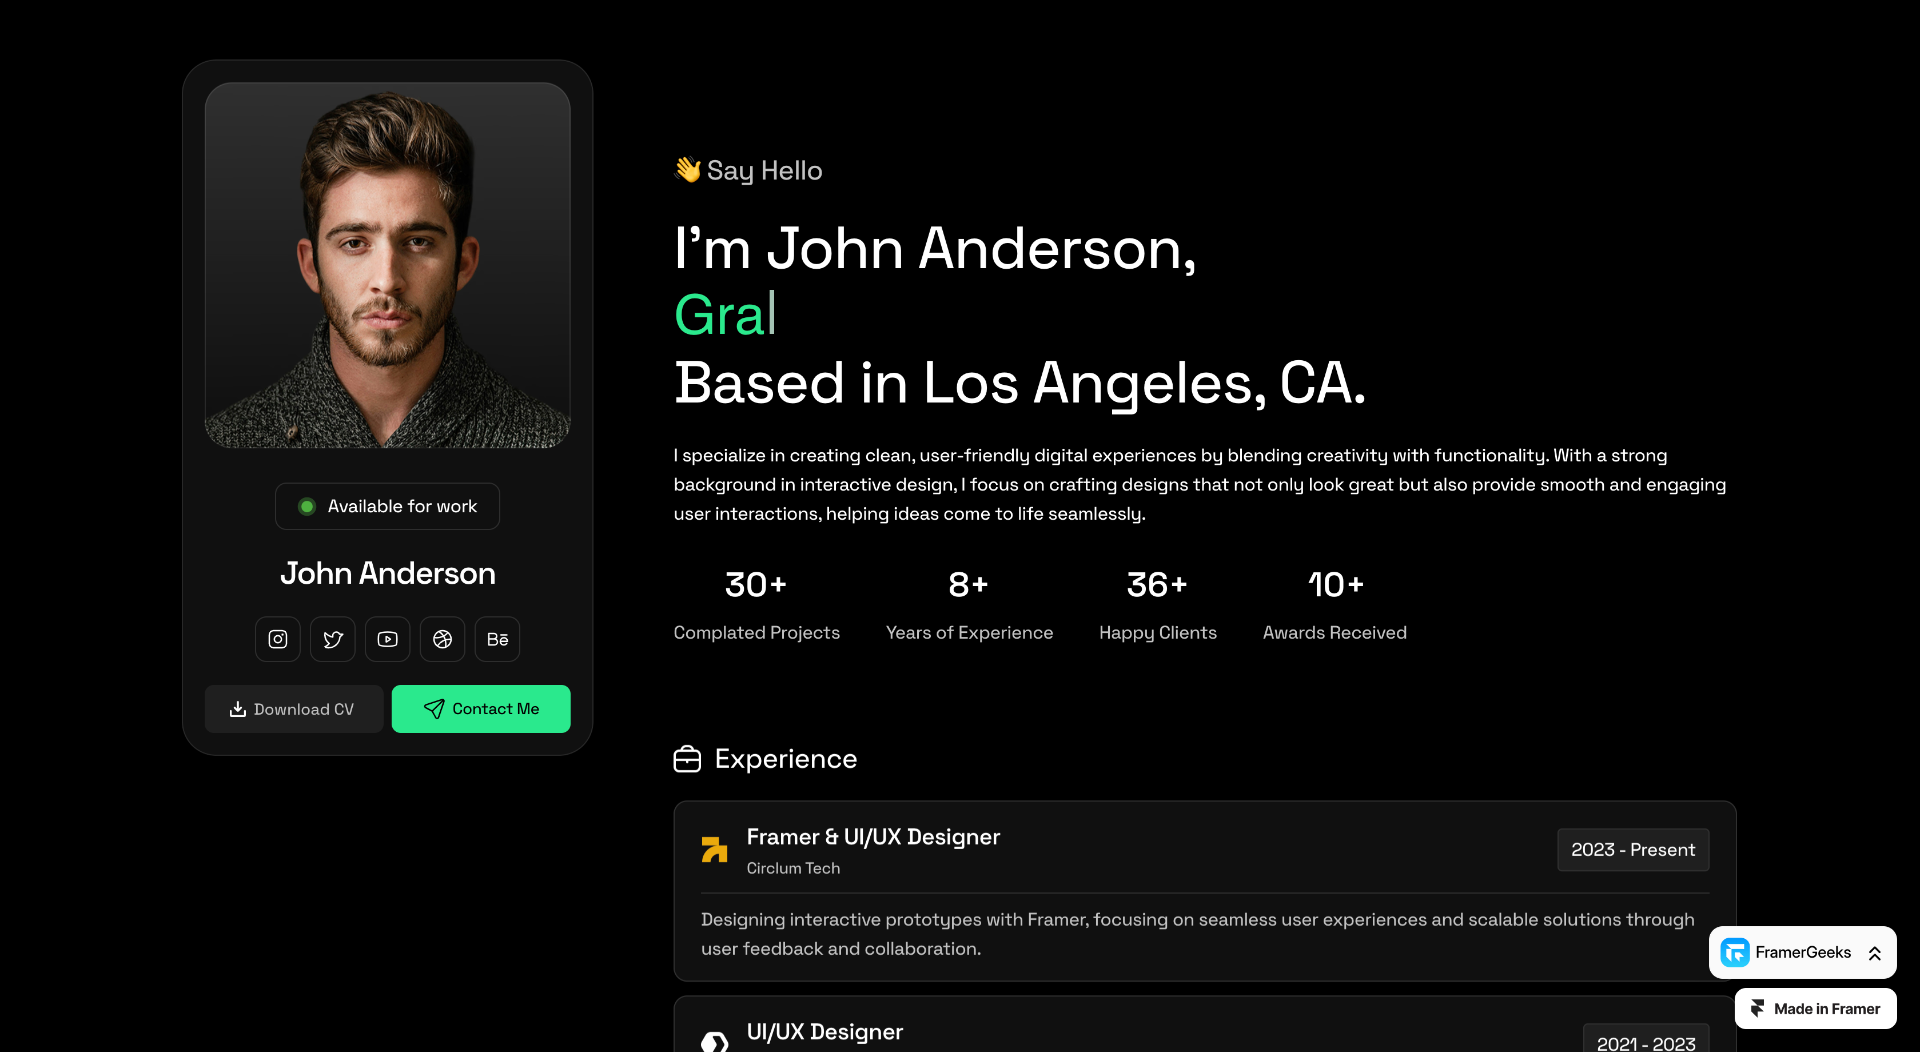 Available for work
John Anderson
Bē
Download CV
Contact Me
👋 Say Hello
I'm John Anderson,
Gra
Based in Los Angeles, CA.
I specialize in creating clean, user-friendly digital experiences by blending creativity with functionality. With a strong
background in interactive design, I focus on crafting designs that not only look great but also provide smooth and engaging
user interactions, helping ideas come to life seamlessly.
30+
Complated Projects
8+
Years of Experience
36+
Happy Clients
10+
Awards Received
Experience
Framer & UI/UX Designer
Circlum Tech
2023 - Present
Designing interactive prototypes with Framer, focusing on seamless user experiences and scalable solutions through
user feedback and collaboration.
UI/UX Designer
2021 - 2023
FramerGeeks
Made in Framer